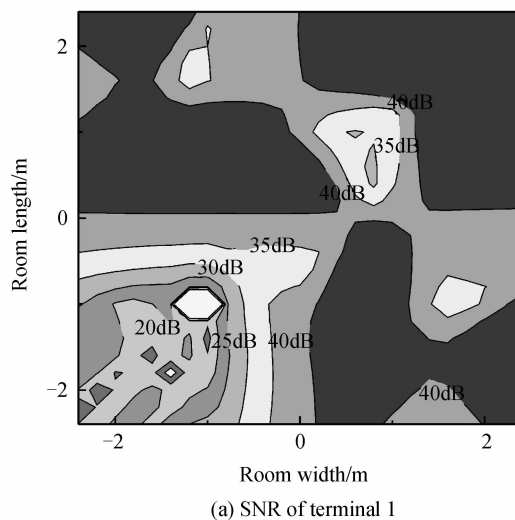 2
40dB
35dB
40dB
0
35dB
30dB
20dB
25dB
40dB
−2
40dB
−2
0
2
Room length/m
Room width/m
(a) SNR of terminal 1